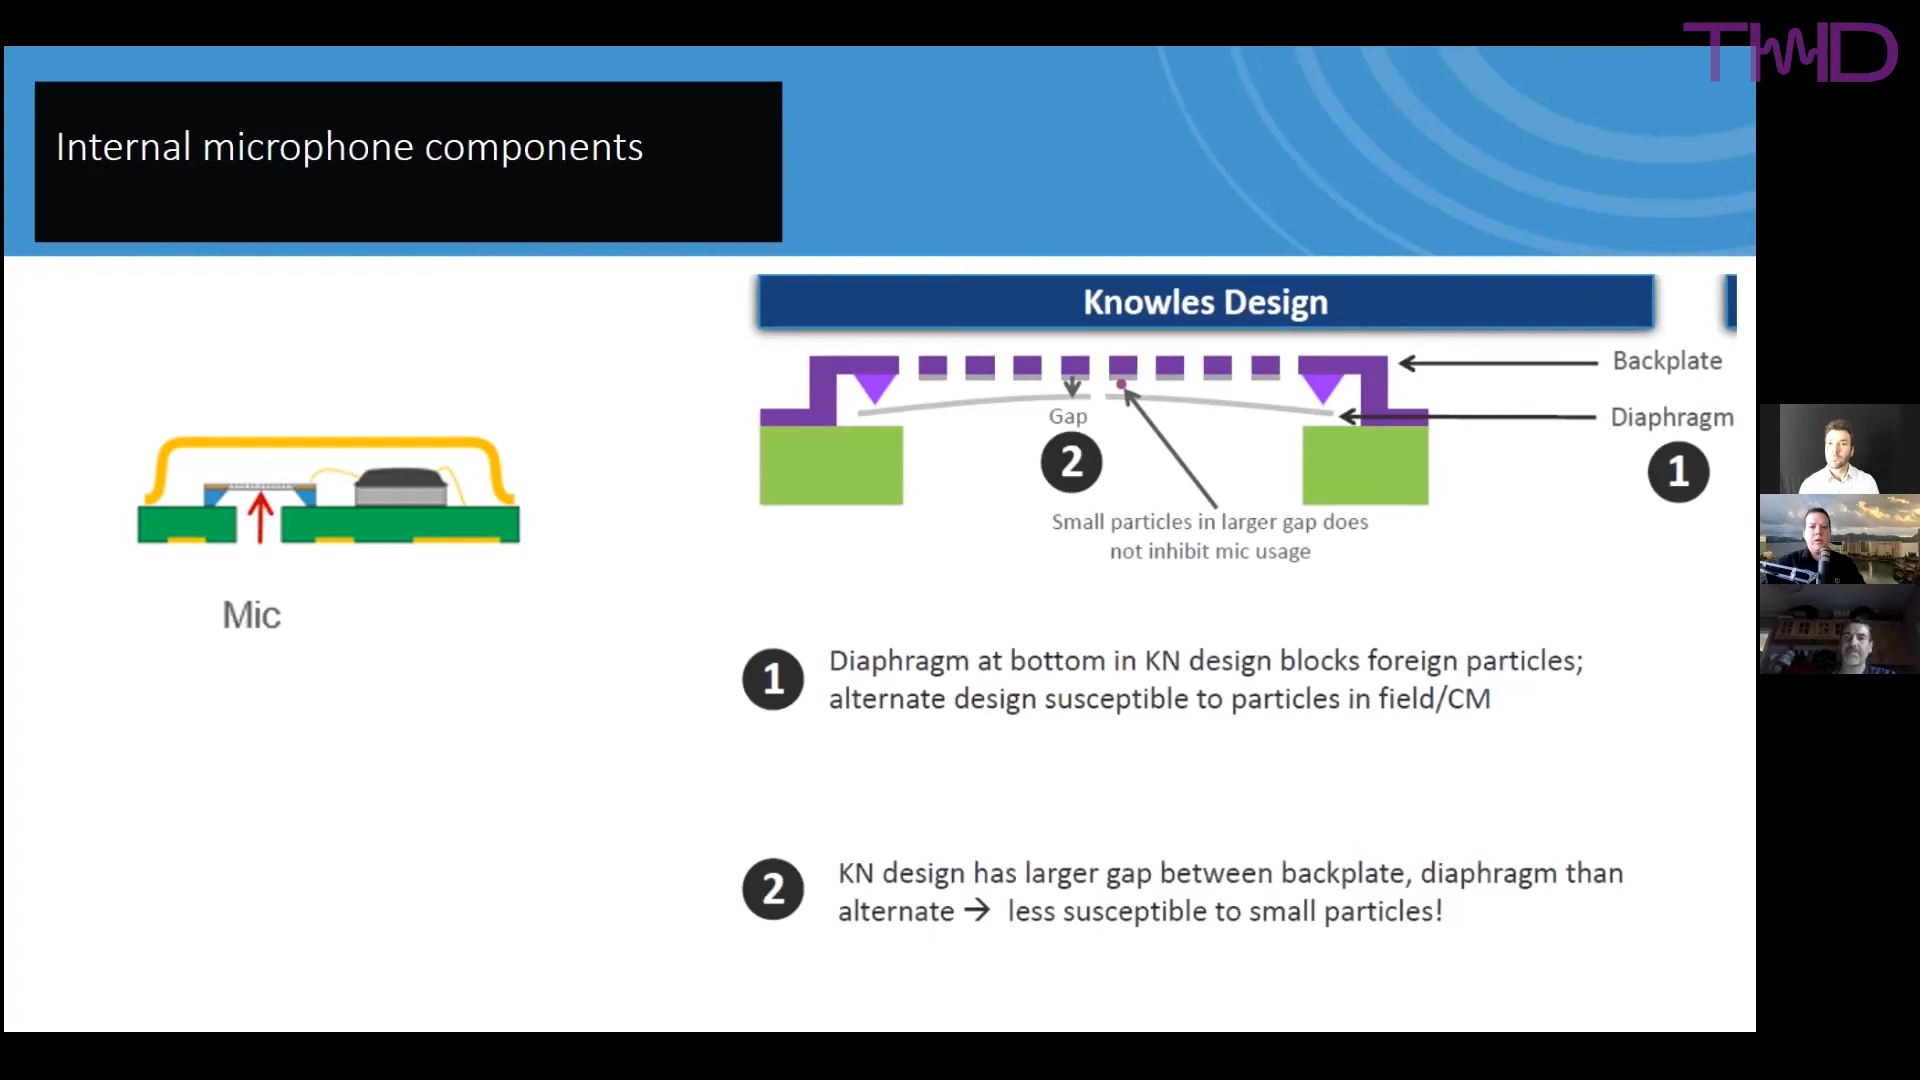 TMD
Internal microphone components
Knowles Design
Backplate
Gap
Diaphragm
2
1
Small particles in larger gap does
not inhibit mic usage
Mic
1
Diaphragm at bottom in KN design blocks foreign particles;
alternate design susceptible to particles in field/CM
2
KN design has larger gap between backplate, diaphragm than
alternate → less susceptible to small particles!